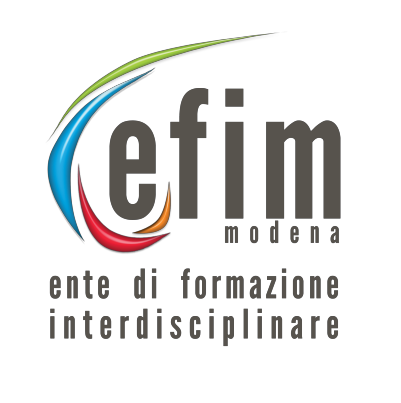 efim
modena
ente di formazione
interdisciplinare